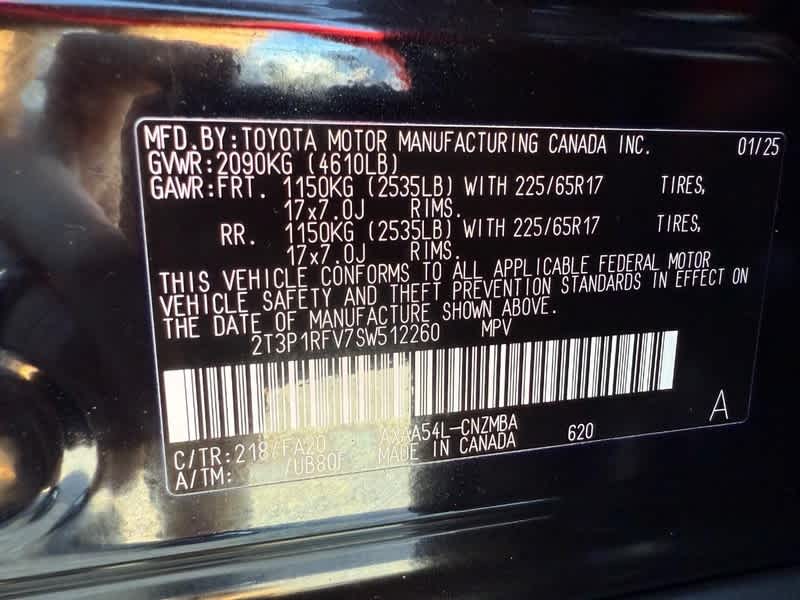 MFD.BY:TOYOTA MOTOR MANUFACTURING CANADA INC. 01/25
GVWR:2090KG (4610LB)
GAWR:FRT. 1150KG (2535LB) WITH 225/65R17 TIRES,
17x7.0J RIMS.
RR. 1150KG (2535LB) WITH 225/65R17 TIRES,
17x7.0J RIMS.
THIS VEHICLE CONFORMS TO ALL APPLICABLE FEDERAL MOTOR
VEHICLE SAFETY AND THEFT PREVENTION STANDARDS IN EFFECT ON
THE DATE OF MANUFACTURE SHOWN ABOVE.
2T3P1RFV7SW512260 MPV
C/TR:218/FA20 AXAA54L-CNZMBA 620 A
A/TM: /UB80F MADE IN CANADA